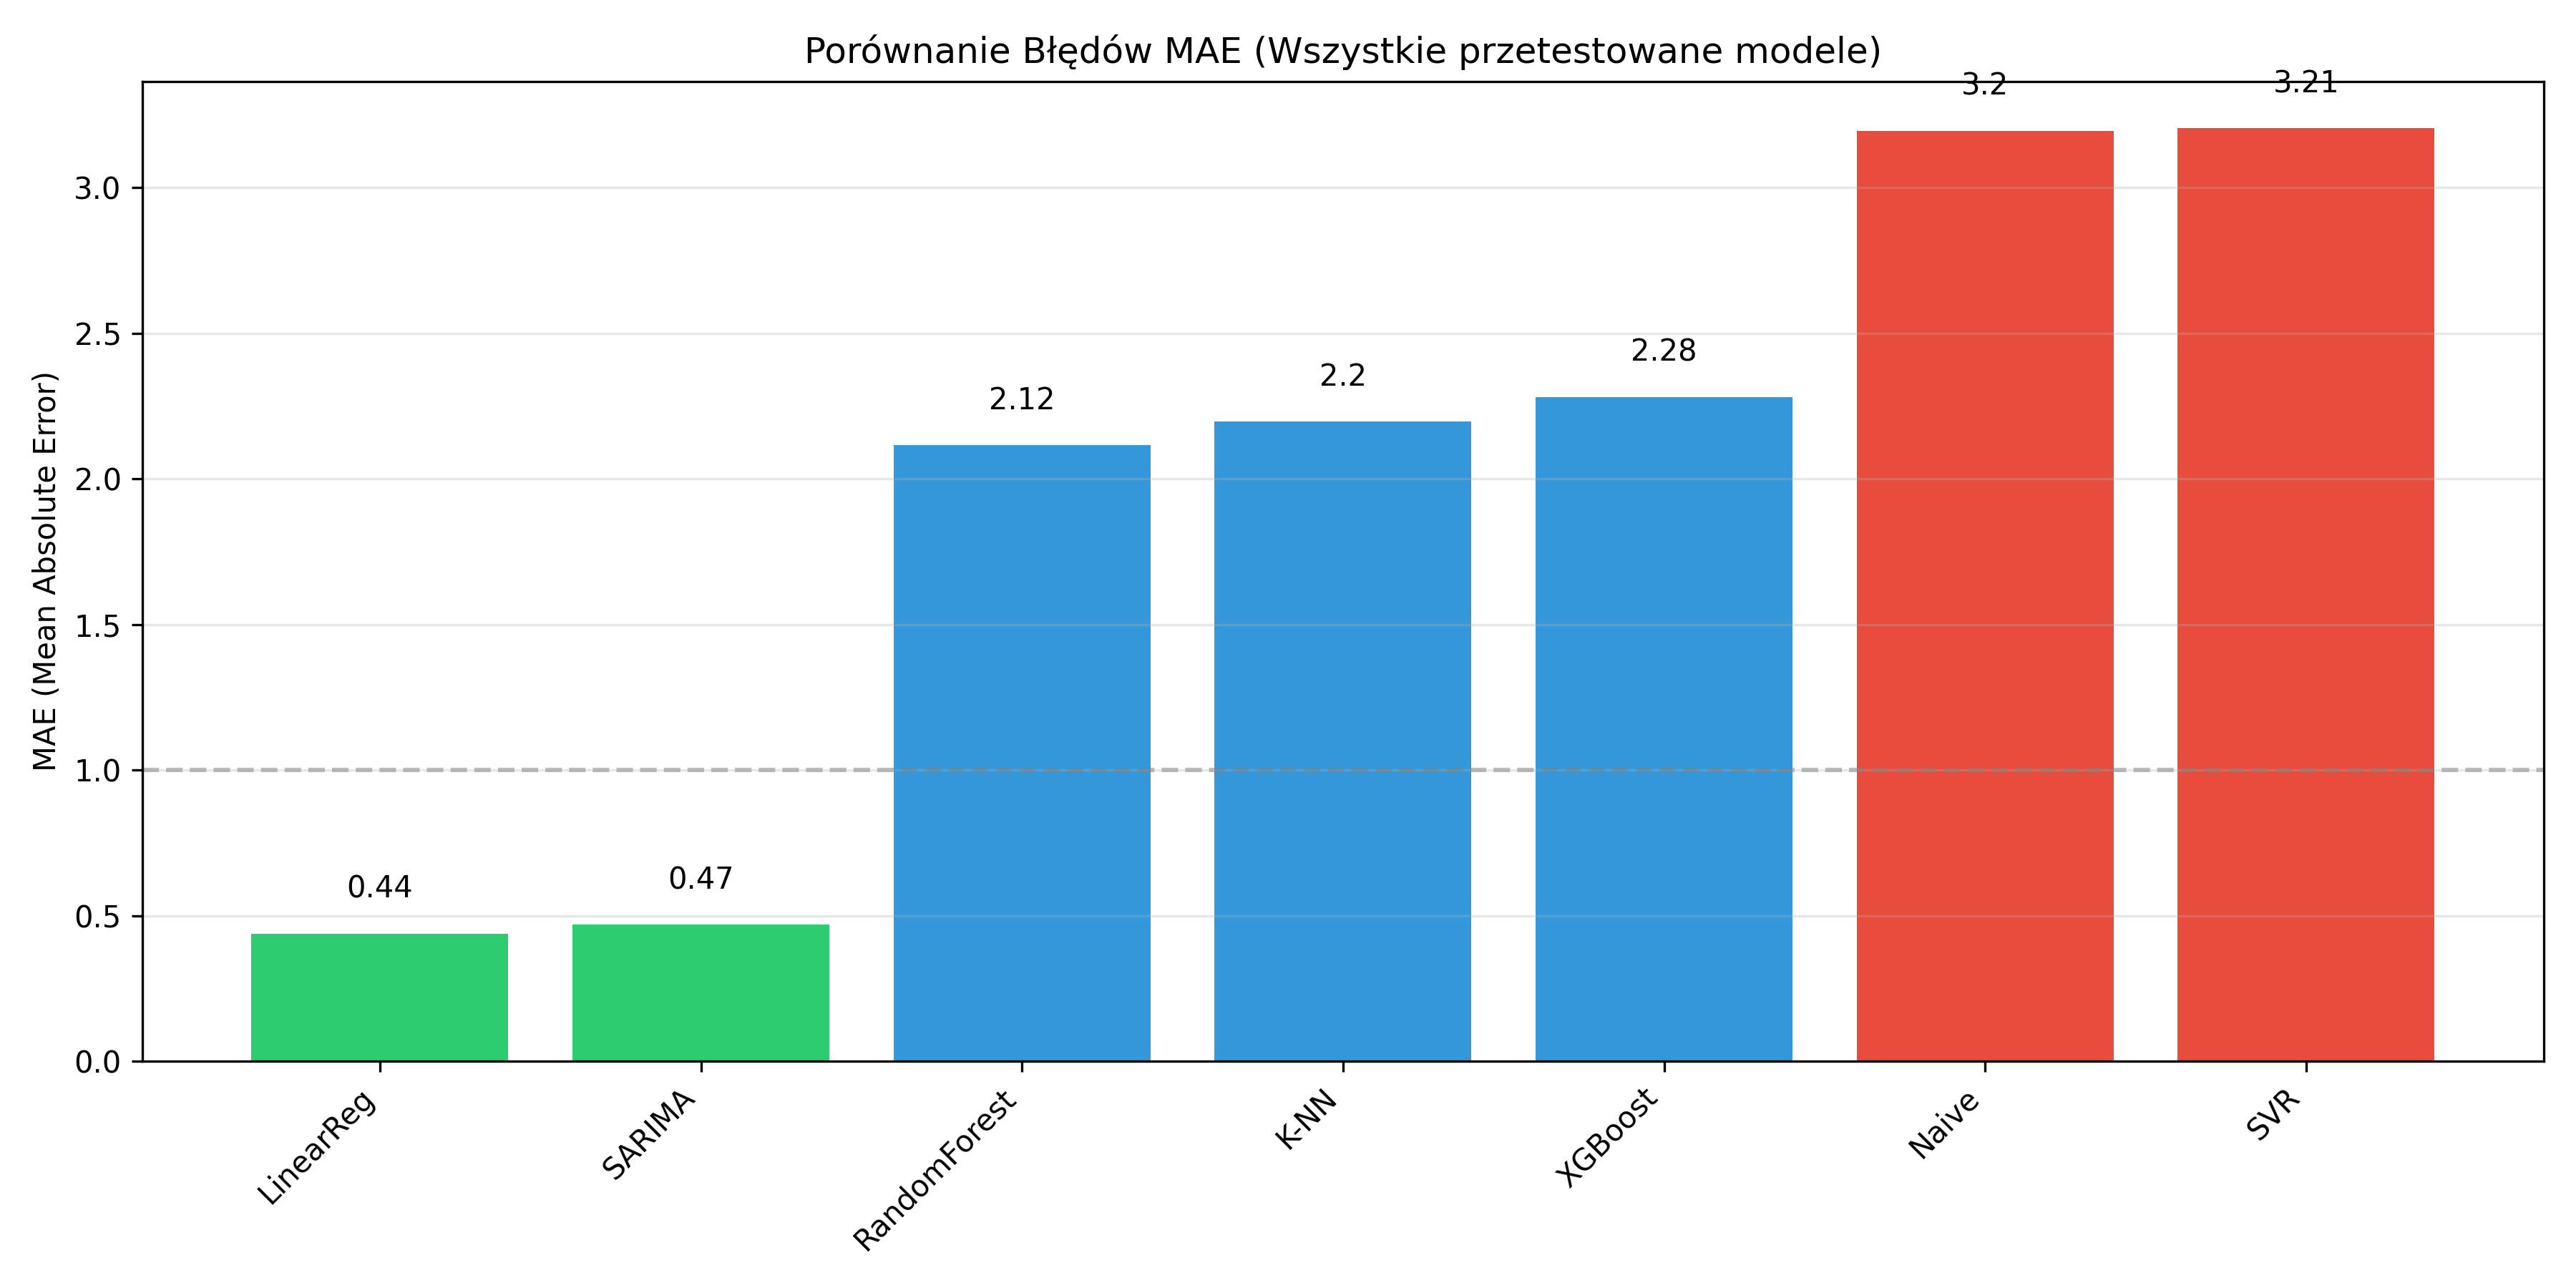 Porównanie Błędów MAE (Wszystkie przetestowane modele)
MAE (Mean Absolute Error)
3.0
2.5
2.0
1.5
1.0
0.5
0.0
0.44
0.47
2.12
2.2
2.28
3.2
3.21
LinearReg
SARIMA
RandomForest
K-NN
XGBoost
Naive
SVR